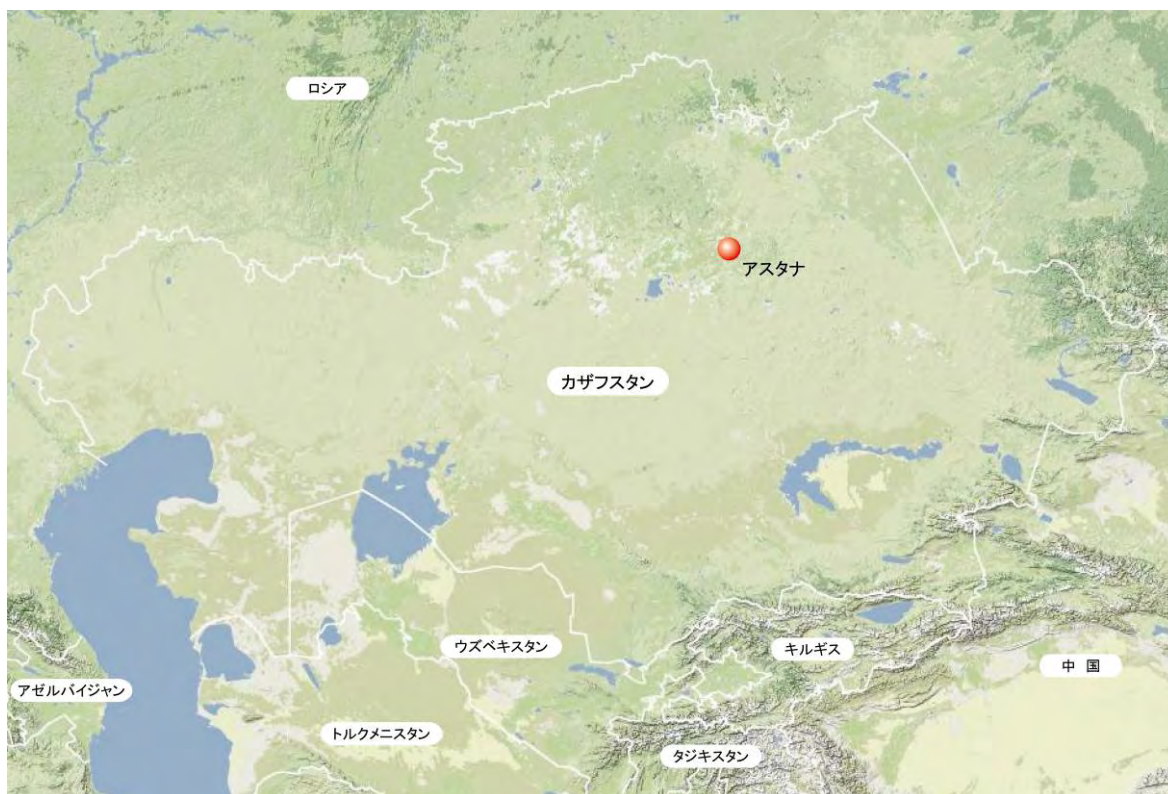 ロシア
アスタナ
カザフスタン
ウズベキスタン
キルギス
中 国
アゼルバイジャン
トルクメニスタン
タジキスタン